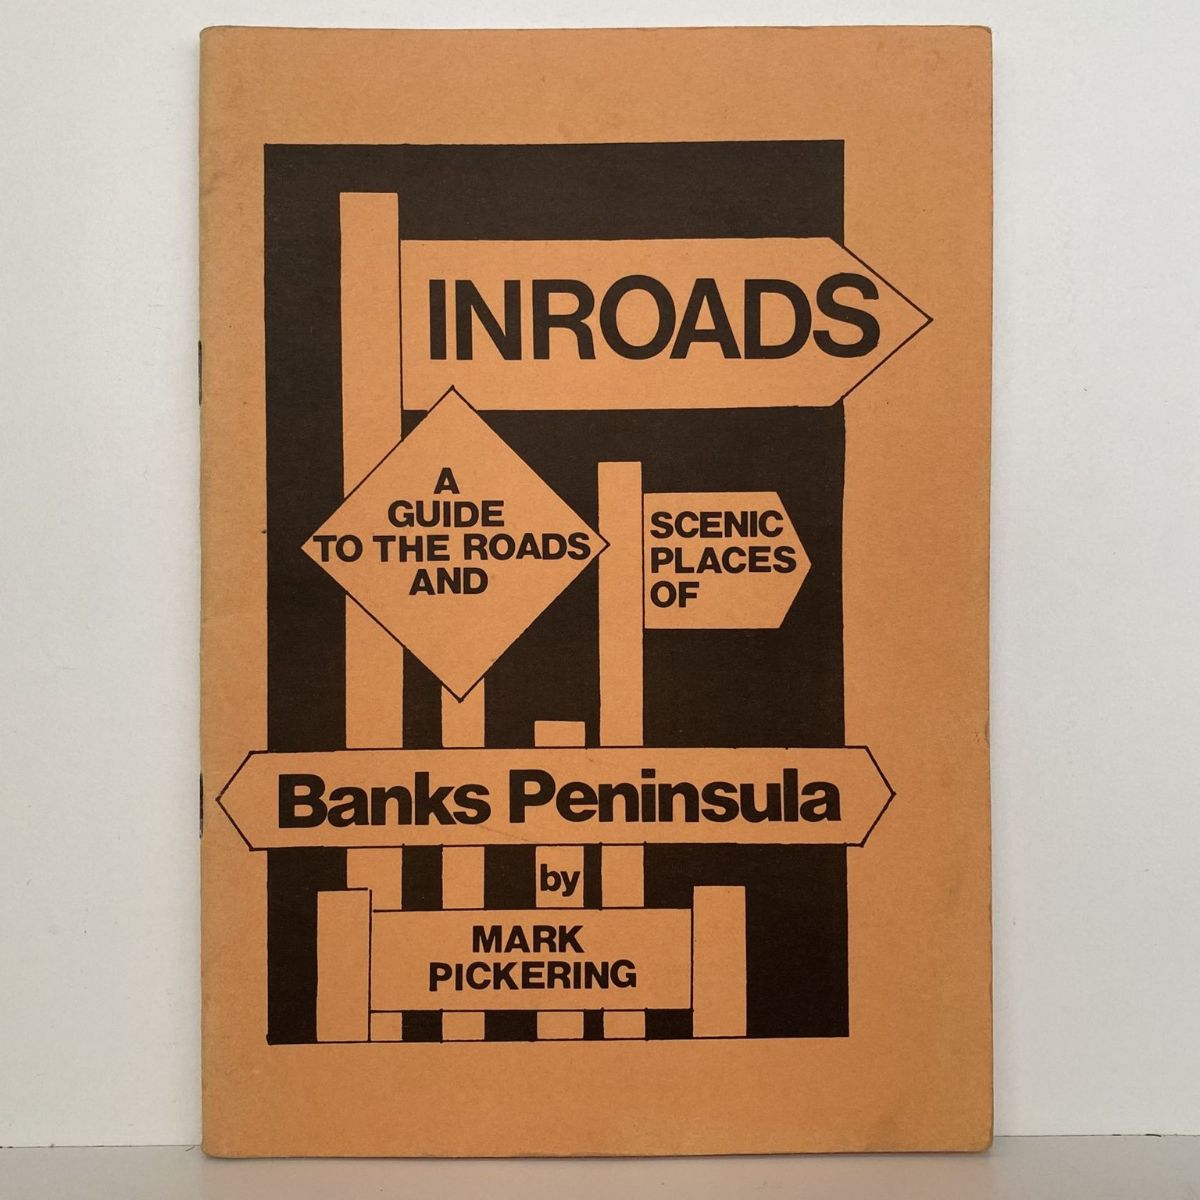 INROADS
A
GUIDE
TO THE ROADS
AND
SCENIC
PLACES
OF
Banks Peninsula
by
MARK
PICKERING